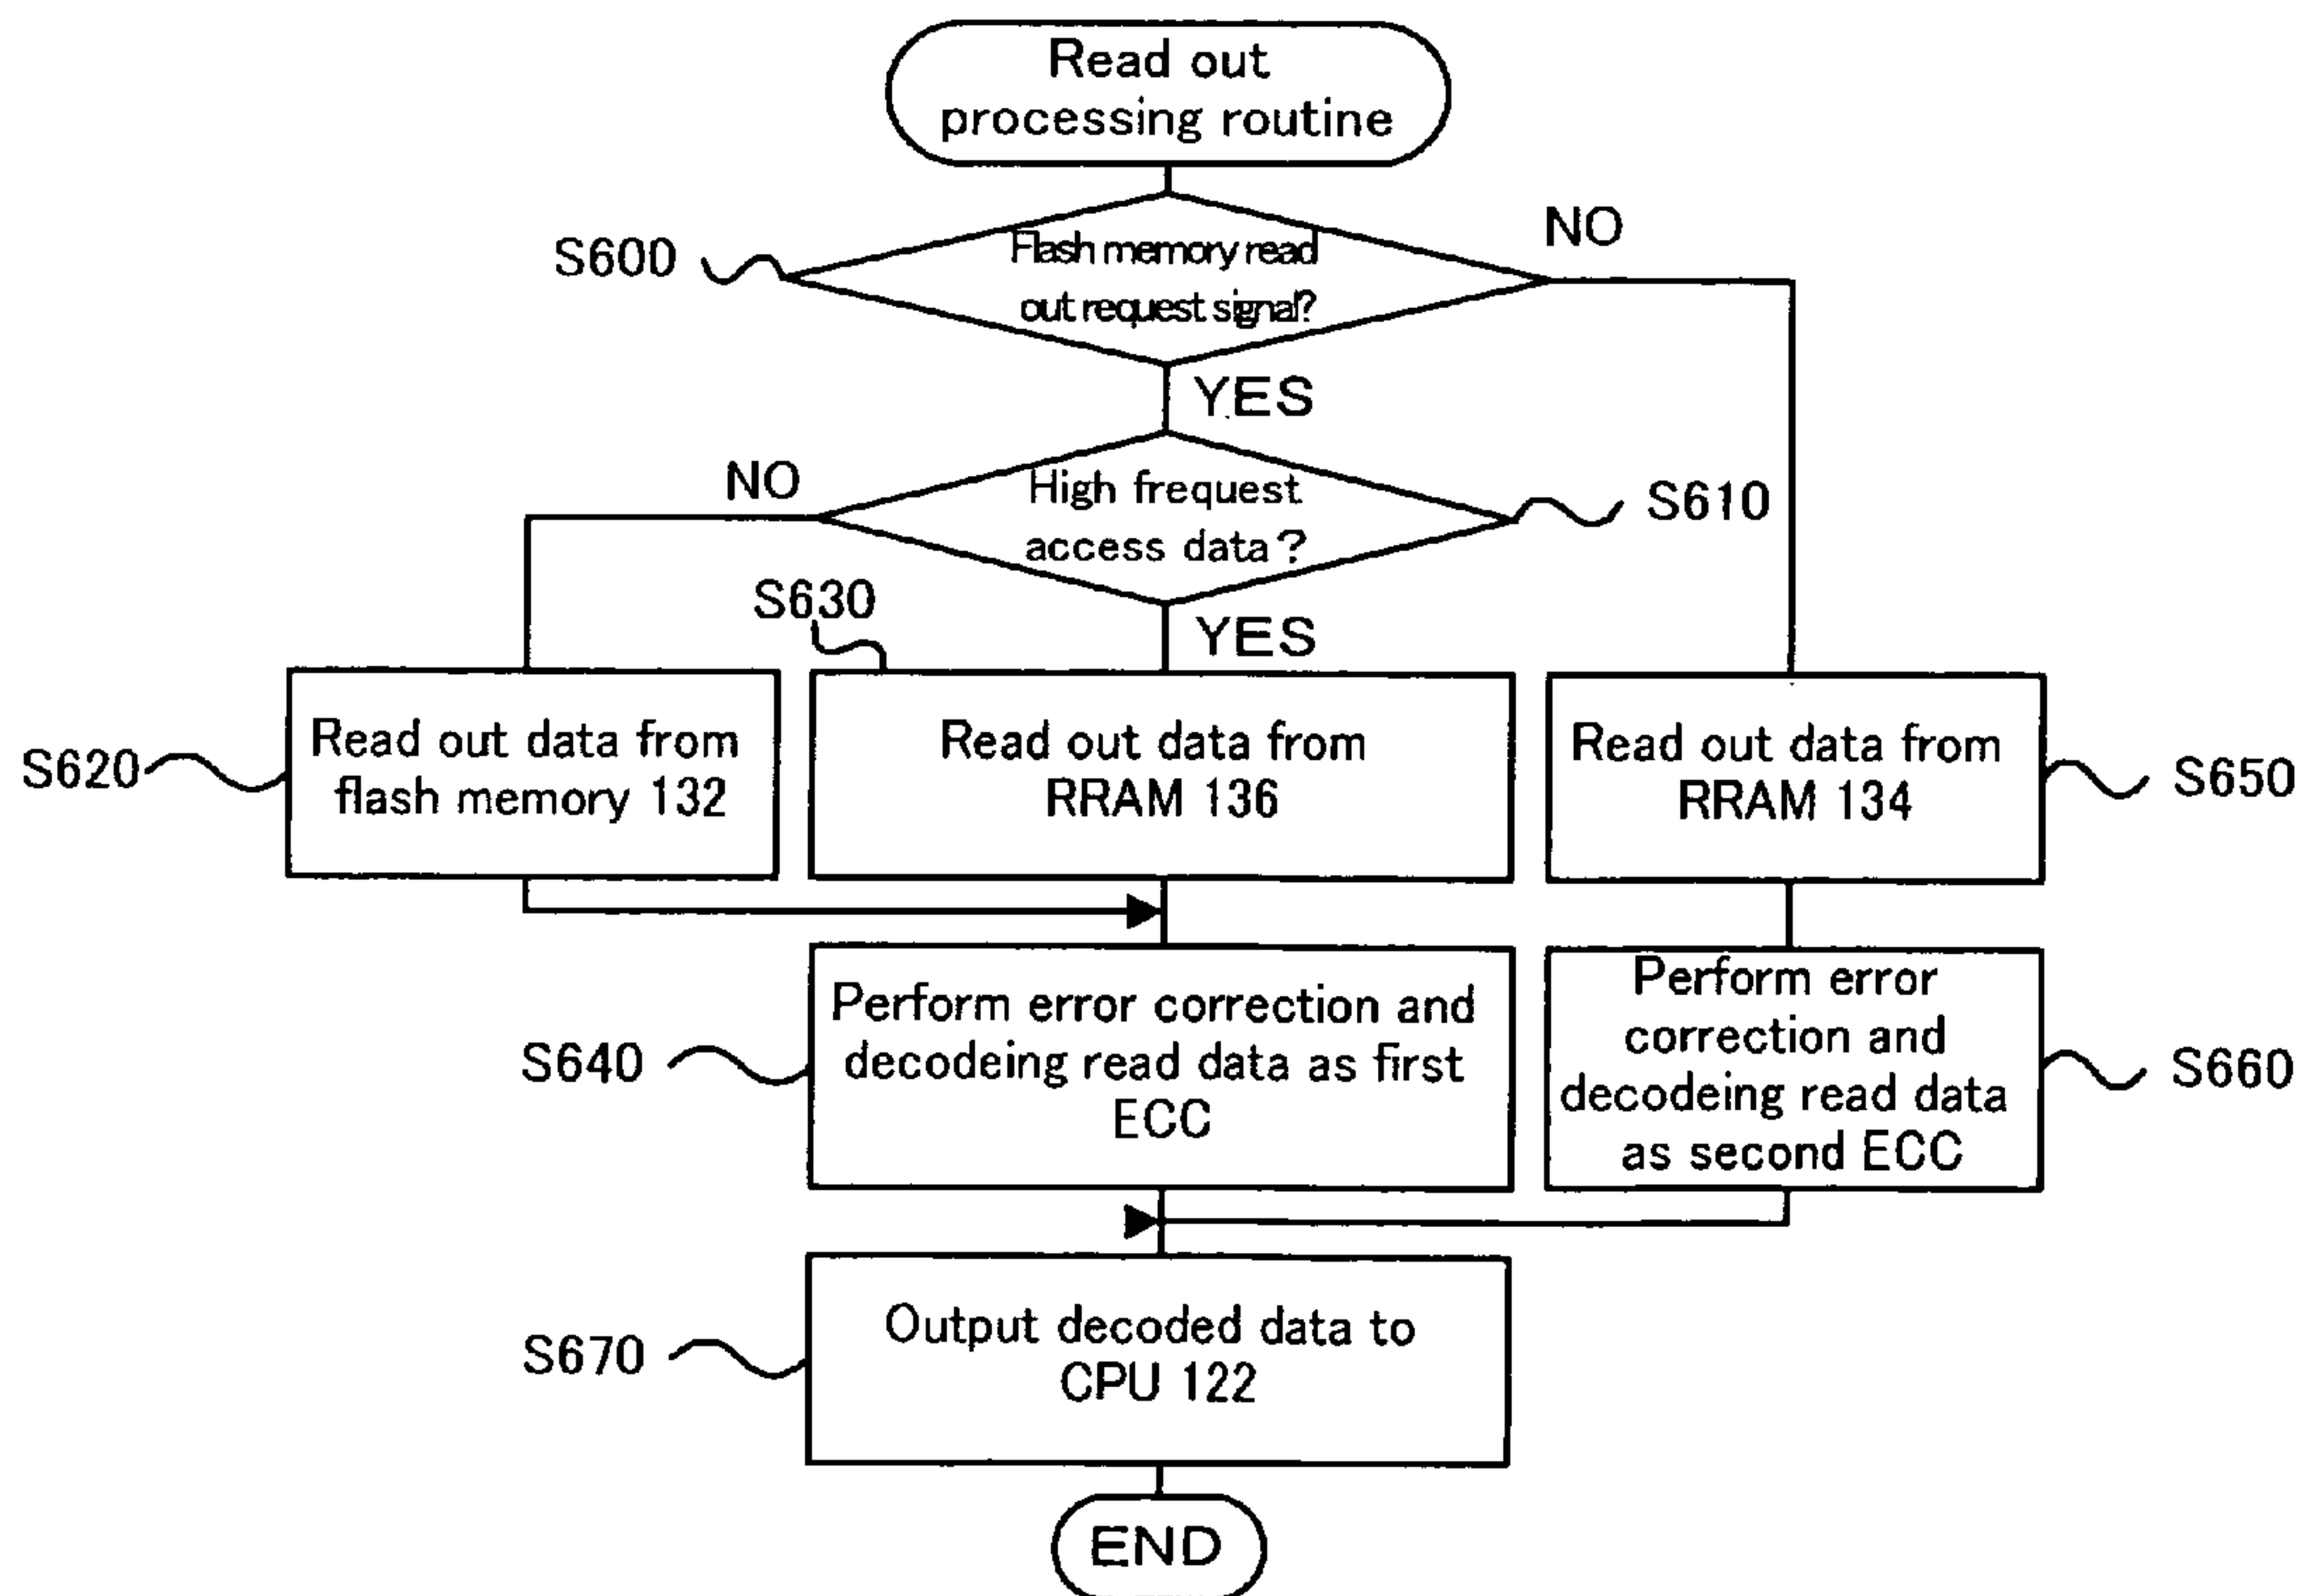 Read out
processing routine
S600
Flash memory read
out request signal?
NO
YES
NO
High frequest
access data?
S610
S630
YES
S620
Read out data from
flash memory 132
Read out data from
RRAM 136
Read out data from
RRAM 134
S650
S640
Perform error correction and
decodeing read data as first
ECC
Perform error
correction and
decodeing read data
as second ECC
S660
S670
Output decoded data to
CPU 122
END